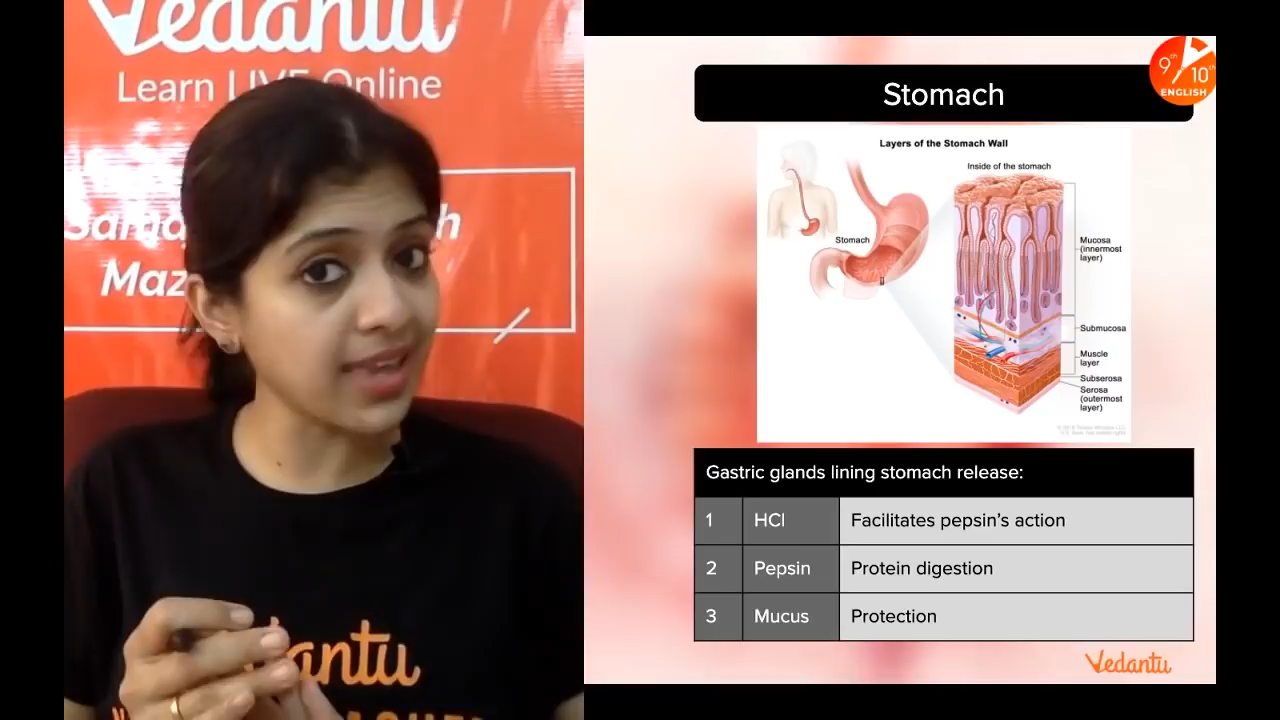 Vedantu
Learn LIVE Online
Vedantu
9th 10th
ENGLISH
Stomach
Layers of the Stomach Wall
Inside of the stomach
Stomach
Mucosa
(innermost
layer)
Submucosa
Muscle
layer
Subserosa
Serosa
(outermost
layer)
Gastric glands lining stomach release:
1 HCl Facilitates pepsin’s action
2 Pepsin Protein digestion
3 Mucus Protection
Vedantu